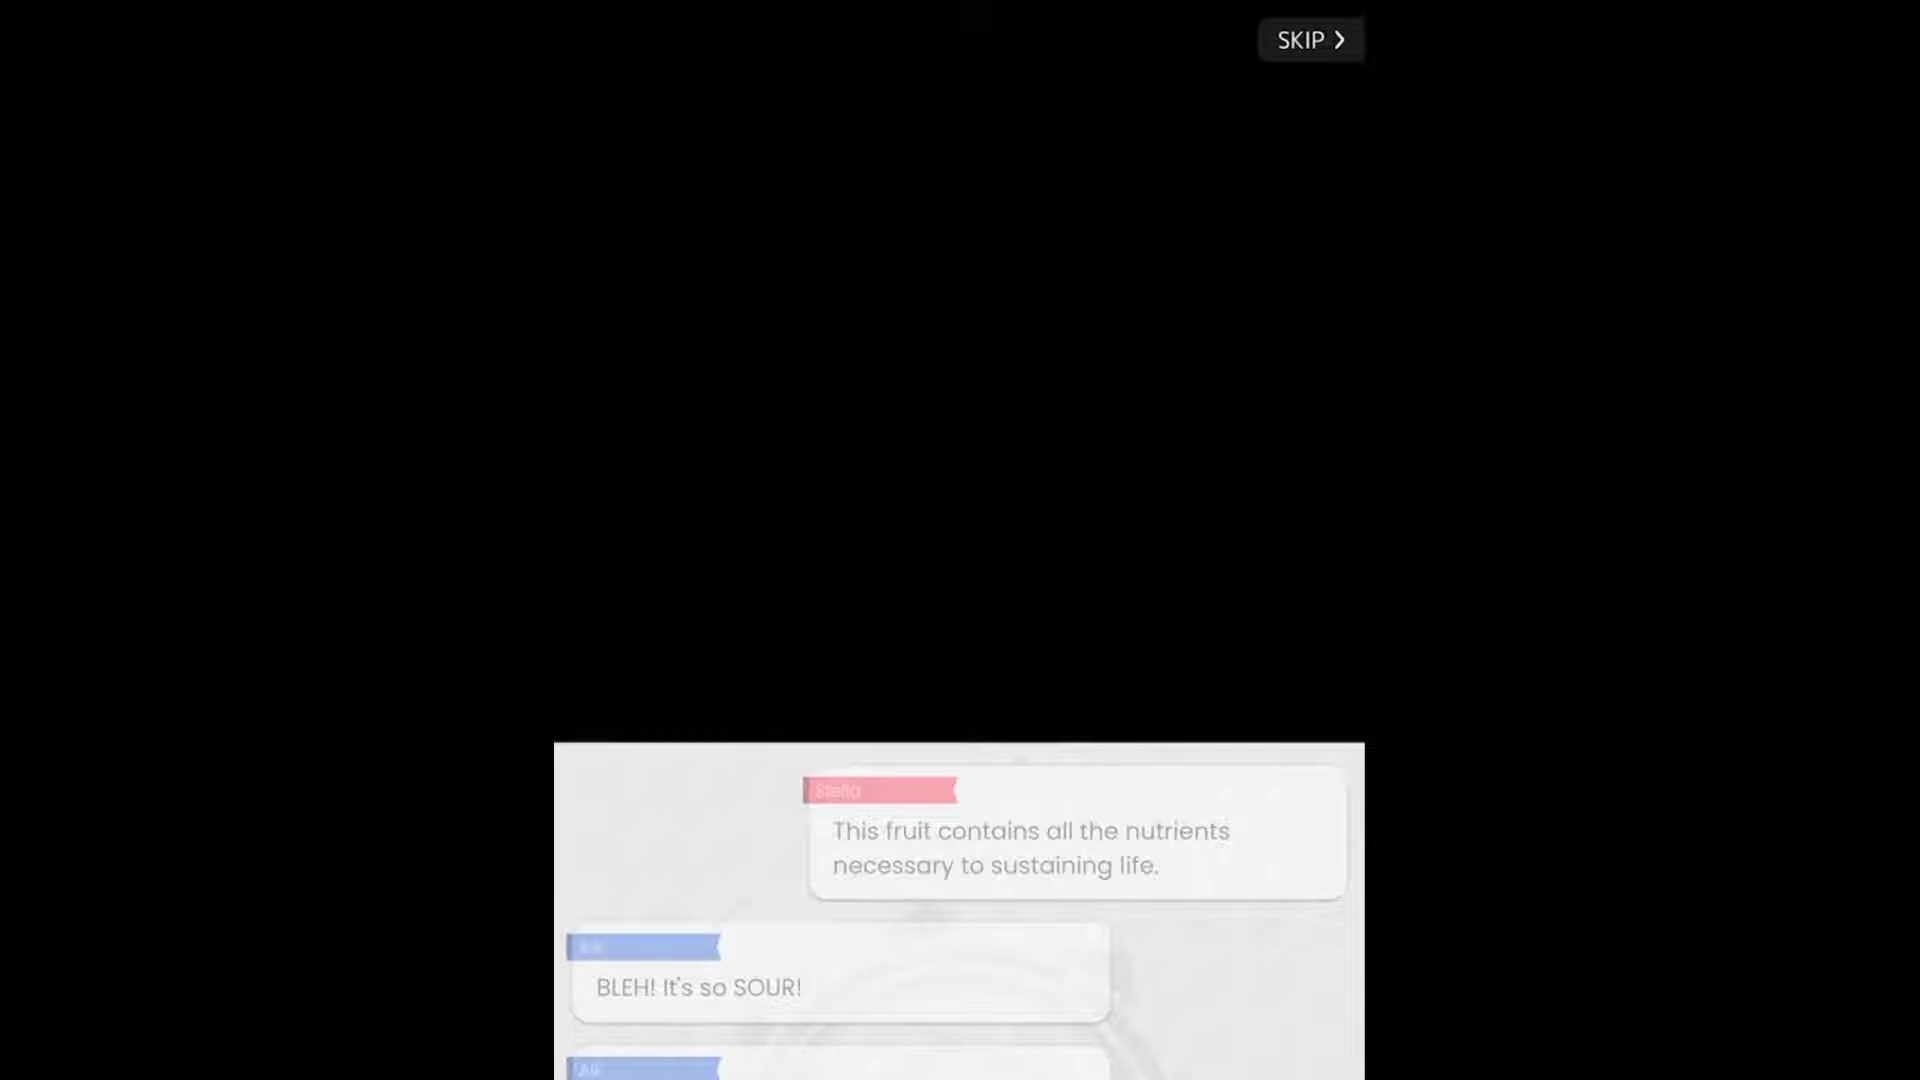 SKIP
Stella
This fruit contains all the nutrients
necessary to sustaining life.
BLEH! It's so SOUR!